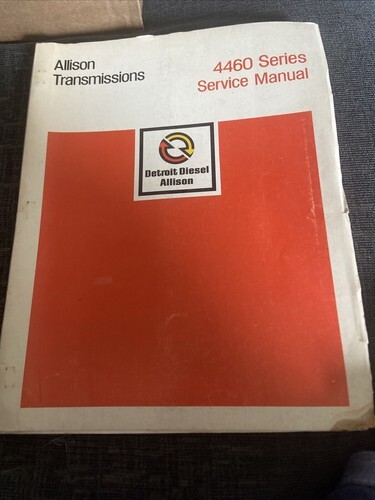 Allison
Transmissions
4460 Series
Service Manual
Detroit Diesel
Allison